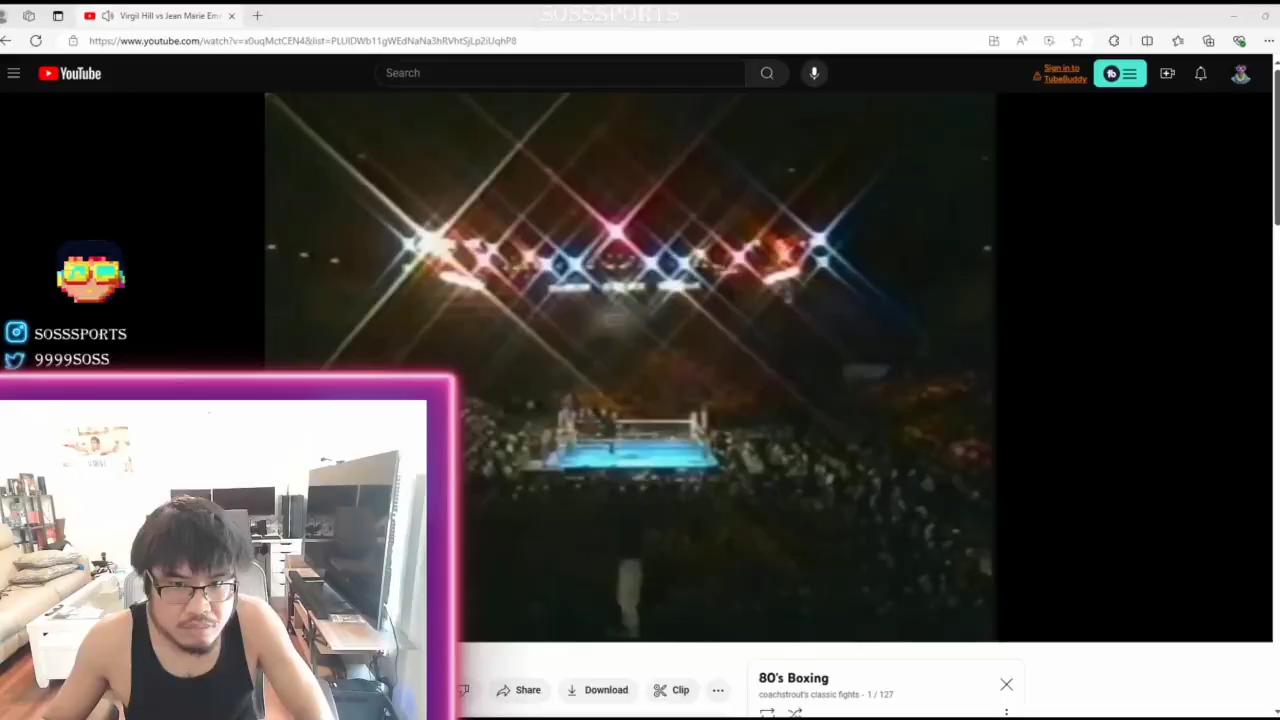 SOSSSPORTS
Virgil Hill vs Jean Marie Em
https://www.youtube.com/watch?v=x0uqMctCEN4&list=PLUIDWb11gWEdNaNa3hRVhtSjLp2iUqhP8
YouTube
Search
Sign in to
TubeBuddy
tb
SOSSSPORTS
9999SOSS
Share
Download
Clip
80's Boxing
coachstrout's classic fights - 1 / 127